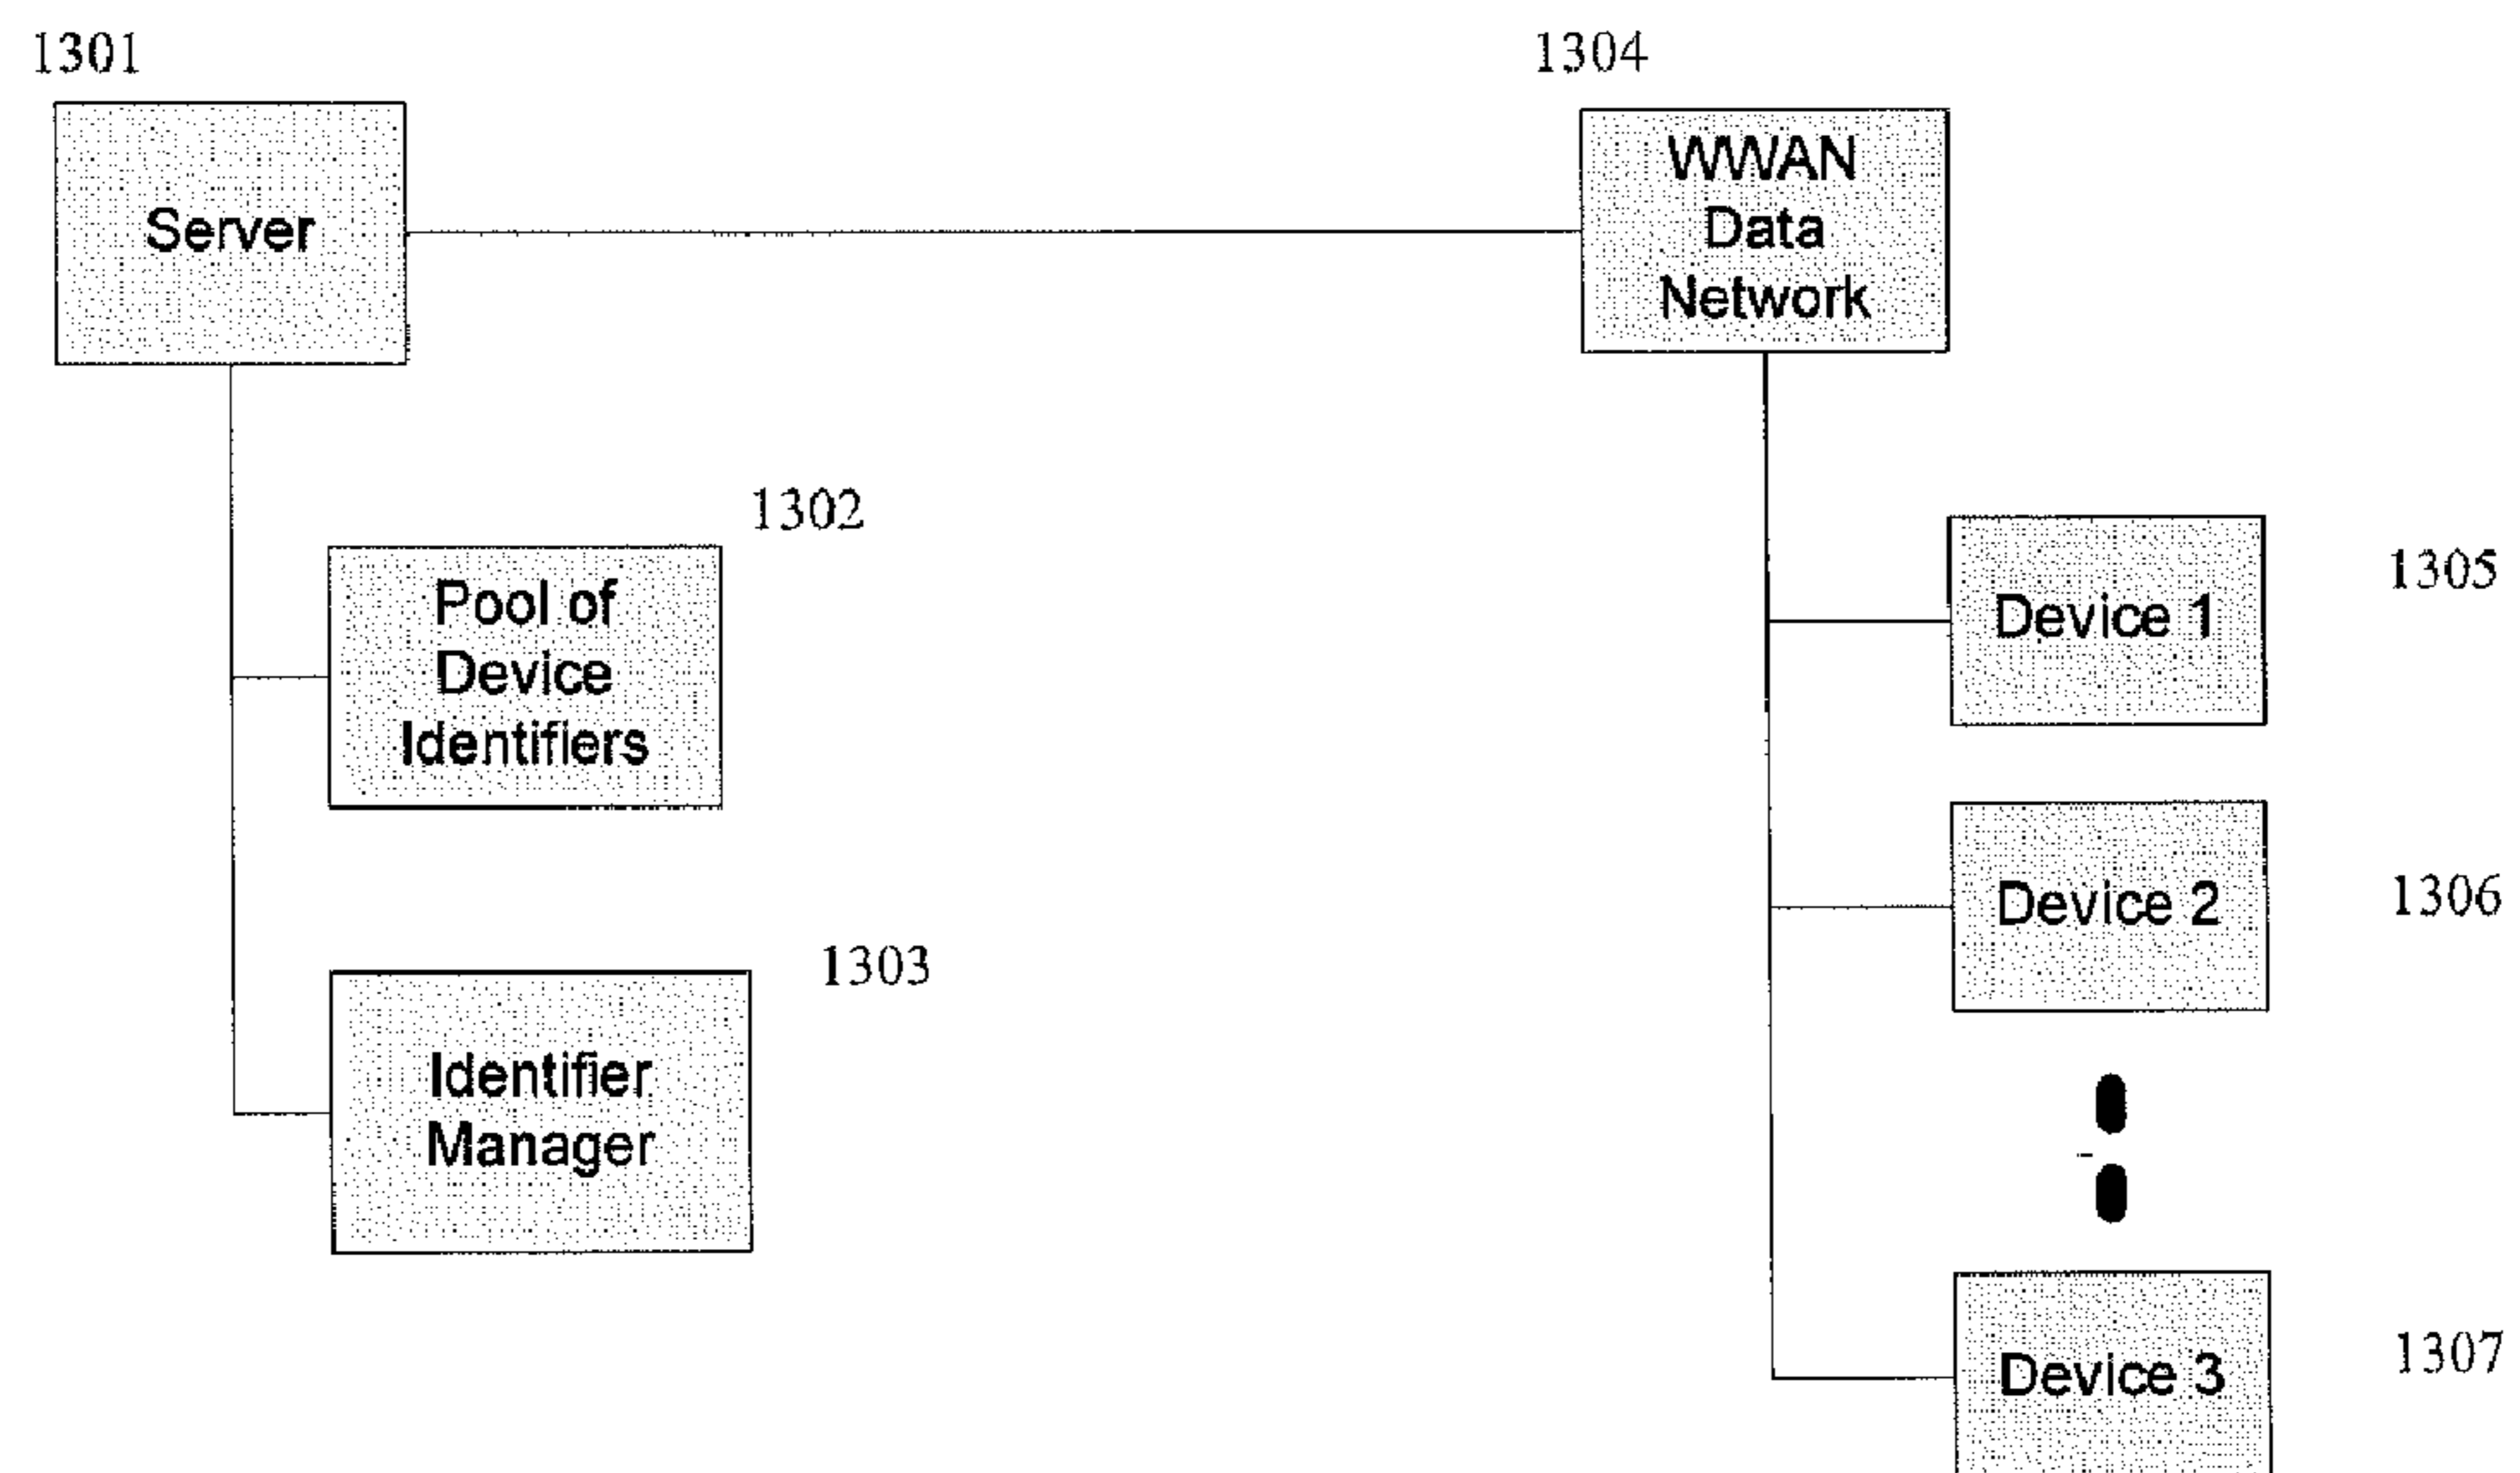 1301
Server
1304
WWAN
Data
Network
1302
Pool of
Device
Identifiers
1303
Identifier
Manager
1305
Device 1
1306
Device 2
1307
Device 3